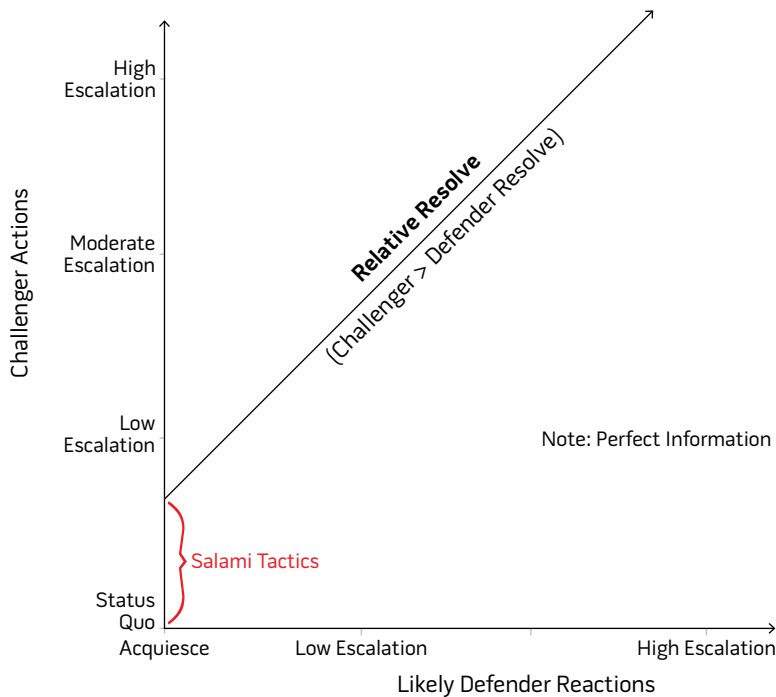 High
Escalation
Moderate
Escalation
Low
Escalation
Status
Quo
Challenger Actions
Relative Resolve
(Challenger > Defender Resolve)
Note: Perfect Information
Salami Tactics
Acquiesce
Low Escalation
High Escalation
Likely Defender Reactions